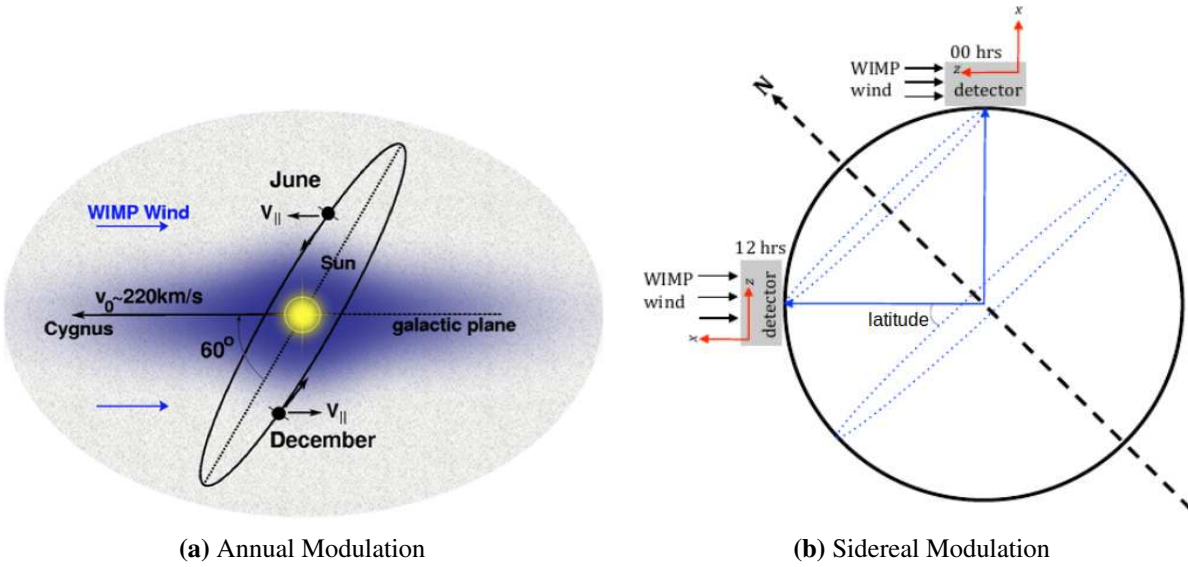 June
WIMP Wind
V||
Sun
v0~220km/s
Cygnus
galactic plane
60°
V||
December
(a) Annual Modulation
x
00 hrs
WIMP
z
wind
detector
N
12 hrs
WIMP
z
wind
detector
x
latitude
(b) Sidereal Modulation